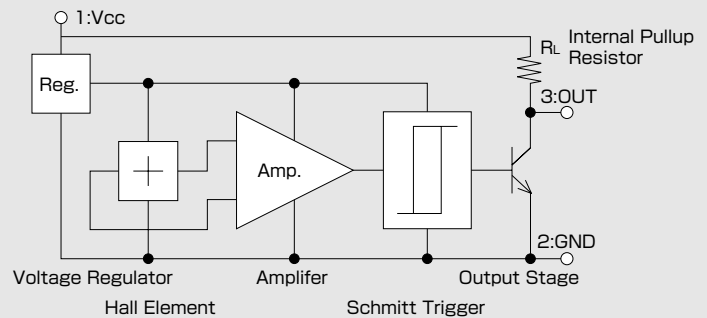 1:Vcc
RL Internal Pullup
Resistor
Reg.
3:OUT
Amp.
2:GND
Voltage Regulator
Amplifer
Output Stage
Hall Element
Schmitt Trigger